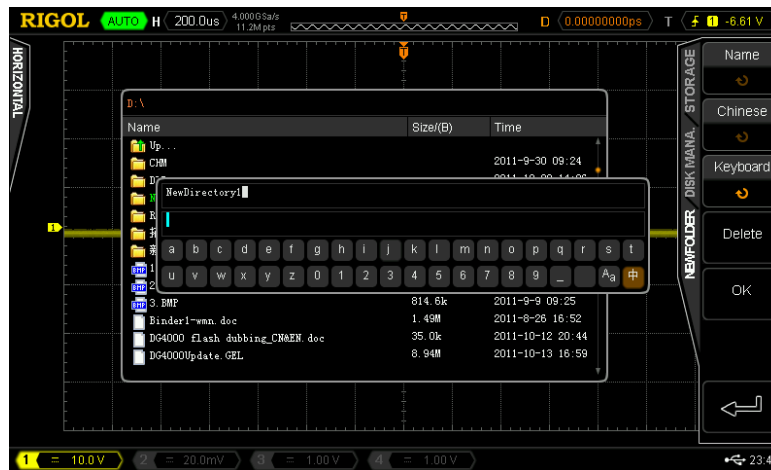 RIGOL AUTO H 200.0us 4.000GSa/s 11.2Mpts D 0.00000000ps T 1 -6.61 V
HORIZONTAL
D:\
Name Size/(B) Time
Up...
CHM 2011-9-30 09:24
NewDirectory1
a b c d e f g h i j k l m n o p q r s t
u v w x y z 0 1 2 3 4 5 6 7 8 9 _ Aa 中
3.BMP 814.6k 2011-9-9 09:25
Binder1-wmn.doc 1.49M 2011-8-26 16:52
DG4000 flash dubbing_CN&EN.doc 35.0k 2011-10-12 20:44
DG4000Update.GEL 8.94M 2011-10-13 16:59
STORAGE
DISK MANA.
NEWFOLDER
Name
Chinese
Keyboard
Delete
OK
1 = 10.0 V 2 = 20.0mV 3 = 1.00 V 4 = 1.00 V 23:4